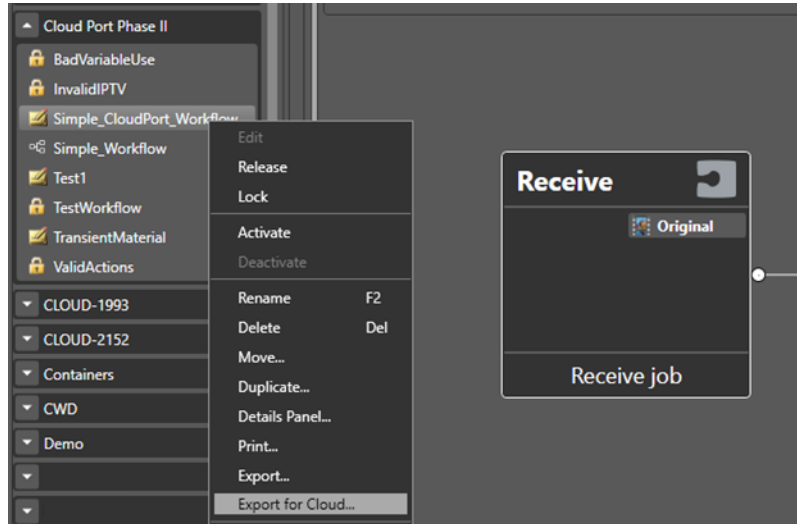 Cloud Port Phase II
BadVariableUse
InvalidIPTV
Simple_CloudPort_Workflow
Simple_Workflow
Test1
TestWorkflow
TransientMaterial
ValidActions
CLOUD-1993
CLOUD-2152
Containers
CWD
Demo
Edit
Release
Lock
Activate
Deactivate
Rename F2
Delete Del
Move...
Duplicate...
Details Panel...
Print...
Export...
Export for Cloud...
Receive
Original
Receive job